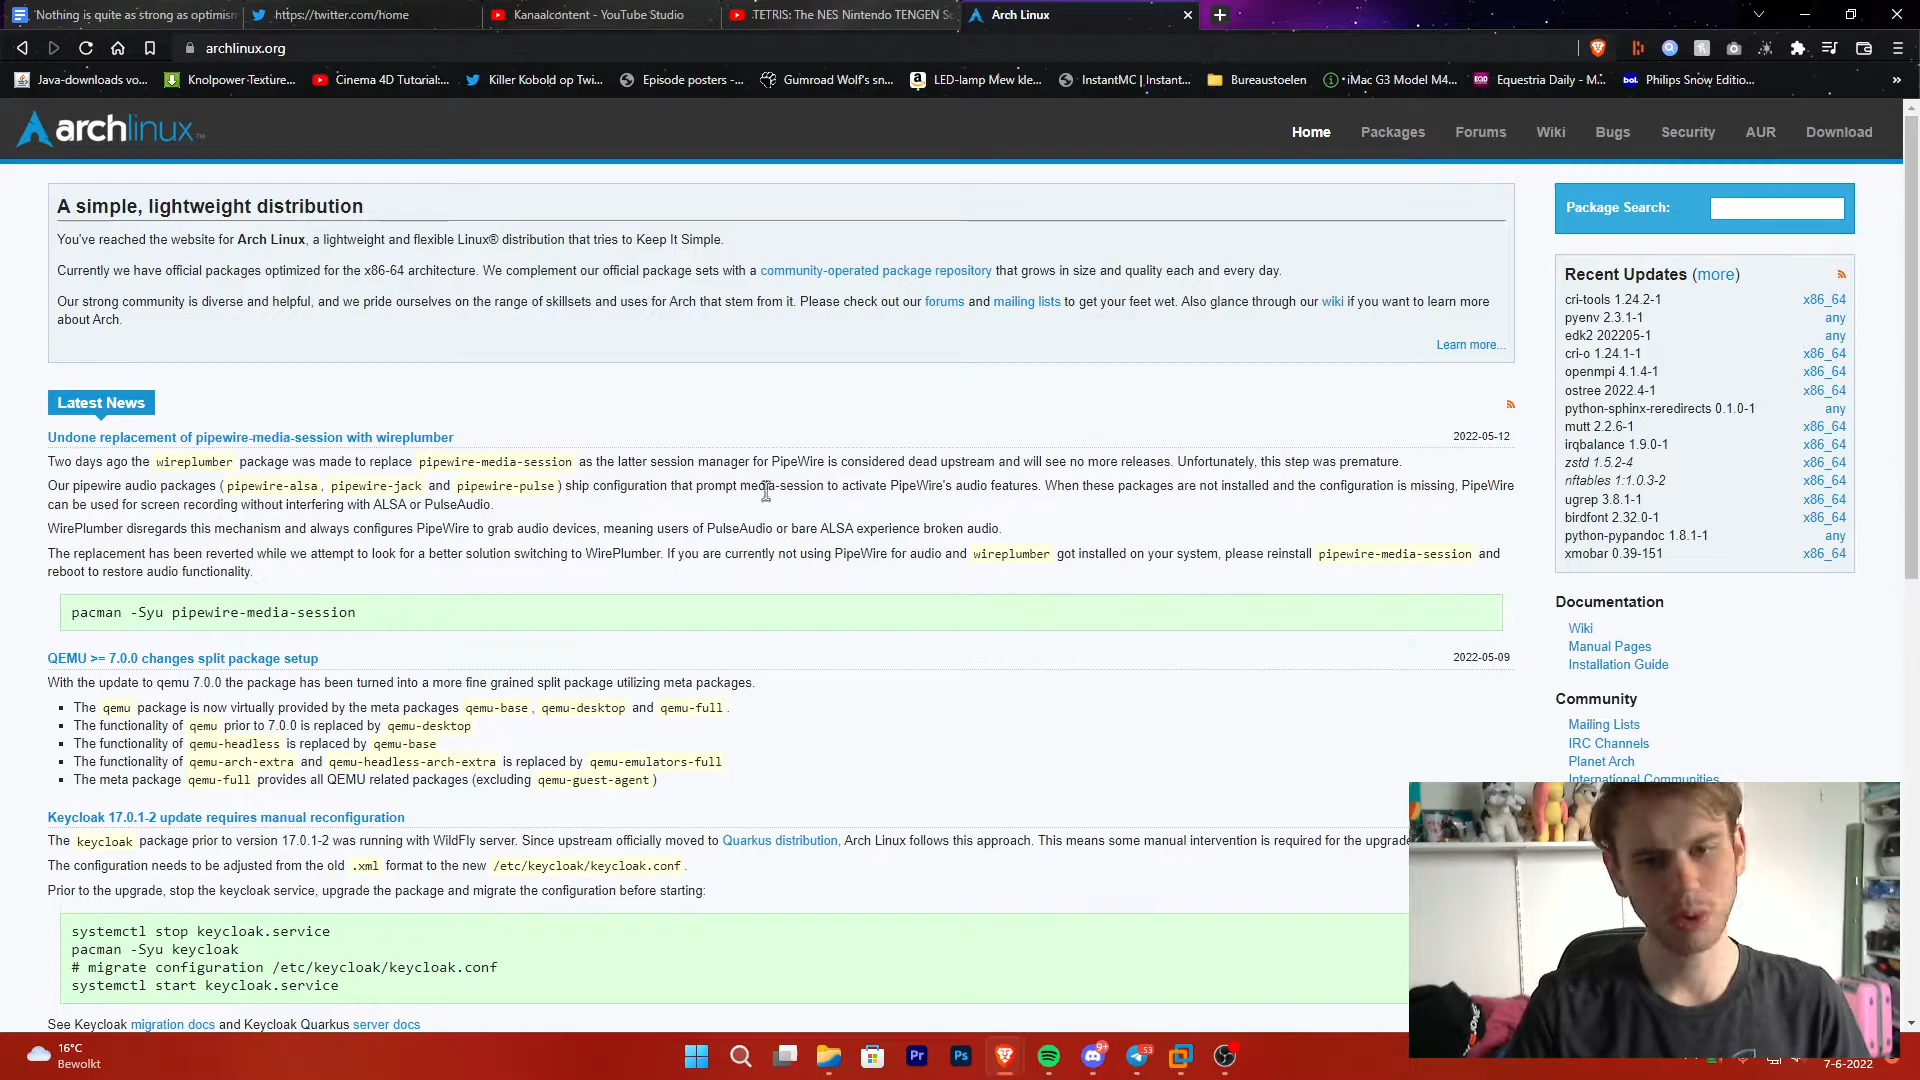 "Nothing is quite as strong as optimism
https://twitter.com/home
Kanaalcontent - YouTube Studio
TETRIS: The NES Nintendo TENGEN Sc
Arch Linux
archlinux.org
Java-downloads vo...
Knolpower-Texture...
Cinema 4D Tutorial:...
Killer Kobold op Twi...
Episode posters -...
Gumroad Wolf's sn...
LED-lamp Mew kle...
InstantMC | Instant...
Bureaustoelen
iMac G3 Model M4...
Equestria Daily - M...
Philips Snow Editio...
archlinux
Home Packages Forums Wiki Bugs Security AUR Download
A simple, lightweight distribution
You've reached the website for Arch Linux, a lightweight and flexible Linux® distribution that tries to Keep It Simple.
Currently we have official packages optimized for the x86-64 architecture. We complement our official package sets with a community-operated package repository that grows in size and quality each and every day.
Our strong community is diverse and helpful, and we pride ourselves on the range of skillsets and uses for Arch that stem from it. Please check out our forums and mailing lists to get your feet wet. Also glance through our wiki if you want to learn more
about Arch.
Learn more...
Latest News
Undone replacement of pipewire-media-session with wireplumber 2022-05-12
Two days ago the wireplumber package was made to replace pipewire-media-session as the latter session manager for PipeWire is considered dead upstream and will see no more releases. Unfortunately, this step was premature.
Our pipewire audio packages ( pipewire-alsa , pipewire-jack and pipewire-pulse ) ship configuration that prompt media-session to activate PipeWire's audio features. When these packages are not installed and the configuration is missing, PipeWire
can be used for screen recording without interfering with ALSA or PulseAudio.
WirePlumber disregards this mechanism and always configures PipeWire to grab audio devices, meaning users of PulseAudio or bare ALSA experience broken audio.
The replacement has been reverted while we attempt to look for a better solution switching to WirePlumber. If you are currently not using PipeWire for audio and wireplumber got installed on your system, please reinstall pipewire-media-session and
reboot to restore audio functionality.
pacman -Syu pipewire-media-session
QEMU >= 7.0.0 changes split package setup 2022-05-09
With the update to qemu 7.0.0 the package has been turned into a more fine grained split package utilizing meta packages.
▪ The qemu package is now virtually provided by the meta packages qemu-base , qemu-desktop and qemu-full .
▪ The functionality of qemu prior to 7.0.0 is replaced by qemu-desktop
▪ The functionality of qemu-headless is replaced by qemu-base
▪ The functionality of qemu-arch-extra and qemu-headless-arch-extra is replaced by qemu-emulators-full
▪ The meta package qemu-full provides all QEMU related packages (excluding qemu-guest-agent )
Keycloak 17.0.1-2 update requires manual reconfiguration
The keycloak package prior to version 17.0.1-2 was running with WildFly server. Since upstream officially moved to Quarkus distribution, Arch Linux follows this approach. This means some manual intervention is required for the upgrade
The configuration needs to be adjusted from the old .xml format to the new /etc/keycloak/keycloak.conf .
Prior to the upgrade, stop the keycloak service, upgrade the package and migrate the configuration before starting:
systemctl stop keycloak.service
pacman -Syu keycloak
# migrate configuration /etc/keycloak/keycloak.conf
systemctl start keycloak.service
See Keycloak migration docs and Keycloak Quarkus server docs
Package Search:
Recent Updates (more)
cri-tools 1.24.2-1 x86_64
pyenv 2.3.1-1 any
edk2 202205-1 any
cri-o 1.24.1-1 x86_64
openmpi 4.1.4-1 x86_64
ostree 2022.4-1 x86_64
python-sphinx-reredirects 0.1.0-1 any
mutt 2.2.6-1 x86_64
irqbalance 1.9.0-1 x86_64
zstd 1.5.2-4 x86_64
nftables 1:1.0.3-2 x86_64
ugrep 3.8.1-1 x86_64
birdfont 2.32.0-1 x86_64
python-pypandoc 1.8.1-1 any
xmobar 0.39-151 x86_64
Documentation
Wiki
Manual Pages
Installation Guide
Community
Mailing Lists
IRC Channels
Planet Arch
International Communities
16°C
Bewolkt
Pr
Ps
9+
53
7-6-2022